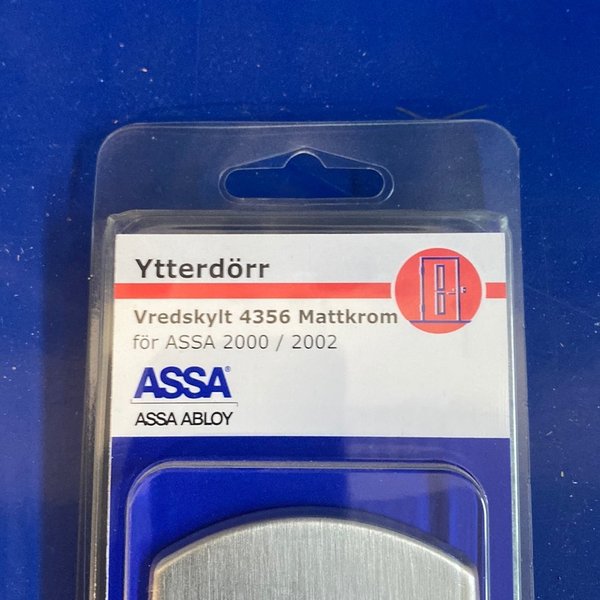 Ytterdörr
Vredskylt 4356 Mattkrom
för ASSA 2000 / 2002
ASSA®
ASSA ABLOY